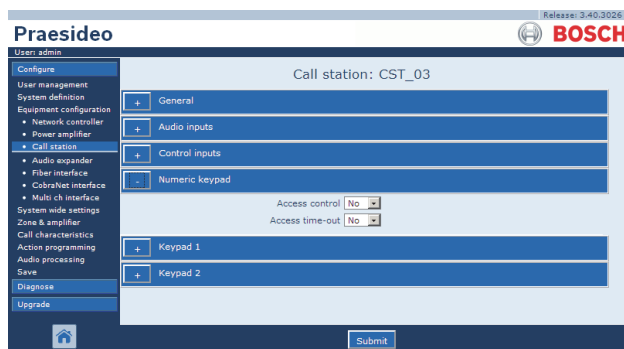 Release: 3.40.3026
Praesideo
BOSCH
User: admin
Configure
User management
System definition
Equipment configuration
• Network controller
• Power amplifier
• Call station
• Audio expander
• Fiber interface
• CobraNet interface
• Multi ch interface
System wide settings
Zone & amplifier
Call characteristics
Action programming
Audio processing
Save
Diagnose
Upgrade
Call station: CST_03
+ General
+ Audio inputs
+ Control inputs
- Numeric keypad
Access control No
Access time-out No
+ Keypad 1
+ Keypad 2
Submit